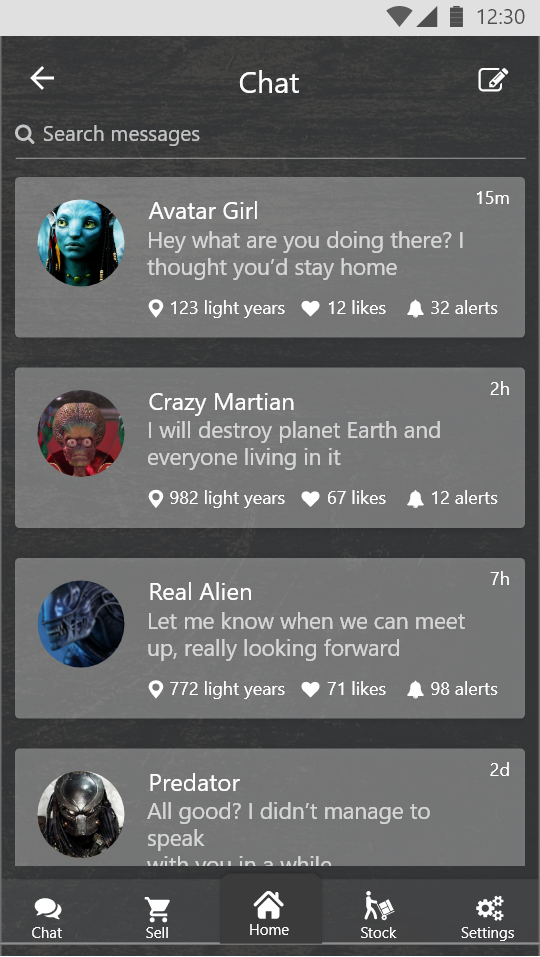 12:30
Chat
Search messages
15m
Avatar Girl
Hey what are you doing there? I
thought you’d stay home
123 light years 12 likes 32 alerts
2h
Crazy Martian
I will destroy planet Earth and
everyone living in it
982 light years 67 likes 12 alerts
7h
Real Alien
Let me know when we can meet
up, really looking forward
772 light years 71 likes 98 alerts
2d
Predator
All good? I didn’t manage to
speak
with you in a while
Chat Sell Home Stock Settings